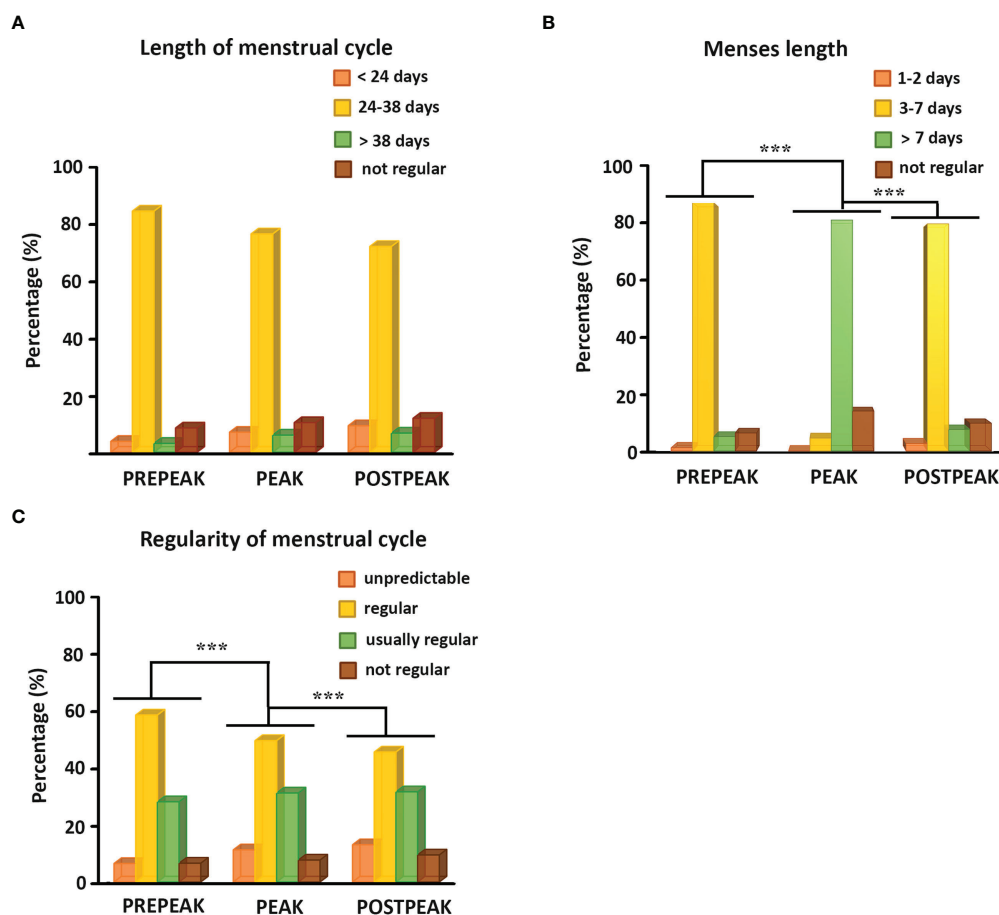 A
Length of menstrual cycle
< 24 days
24-38 days
> 38 days
not regular
Percentage (%)
100
80
60
40
20
PREPEAK PEAK POSTPEAK
B
Menses length
1-2 days
3-7 days
> 7 days
not regular
Percentage (%)
100
80
60
40
20
0
***
***
PREPEAK PEAK POSTPEAK
C
Regularity of menstrual cycle
unpredictable
regular
usually regular
not regular
Percentage (%)
100
80
60
40
20
0
***
***
PREPEAK PEAK POSTPEAK